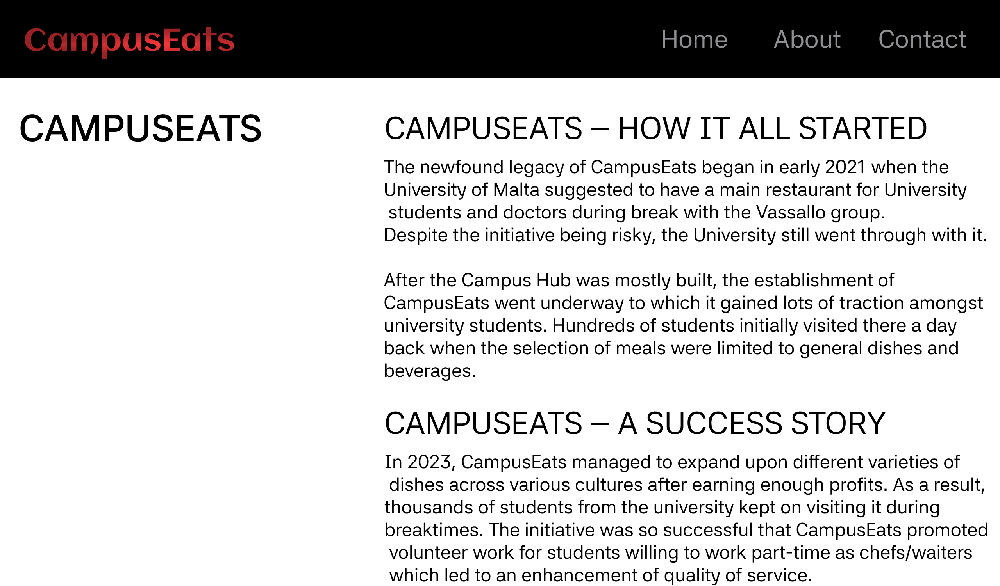 CampusEats
Home About Contact
CAMPUSEATS
CAMPUSEATS – HOW IT ALL STARTED
The newfound legacy of CampusEats began in early 2021 when the
University of Malta suggested to have a main restaurant for University
students and doctors during break with the Vassallo group.
Despite the initiative being risky, the University still went through with it.
After the Campus Hub was mostly built, the establishment of
CampusEats went underway to which it gained lots of traction amongst
university students. Hundreds of students initially visited there a day
back when the selection of meals were limited to general dishes and
beverages.
CAMPUSEATS – A SUCCESS STORY
In 2023, CampusEats managed to expand upon different varieties of
dishes across various cultures after earning enough profits. As a result,
thousands of students from the university kept on visiting it during
breaktimes. The initiative was so successful that CampusEats promoted
volunteer work for students willing to work part-time as chefs/waiters
which led to an enhancement of quality of service.